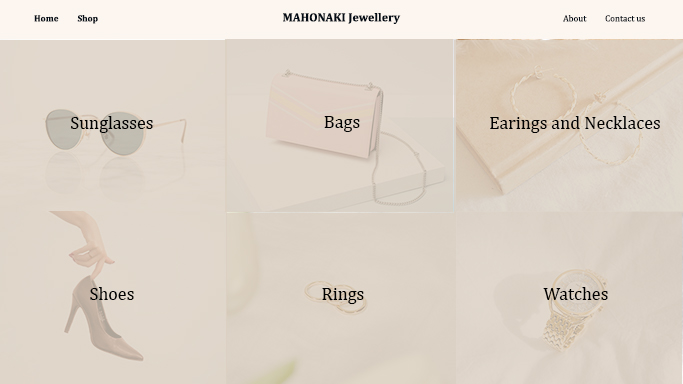 Home Shop MAHONAKI Jewellery About Contact us
Sunglasses Bags Earings and Necklaces
Shoes Rings Watches